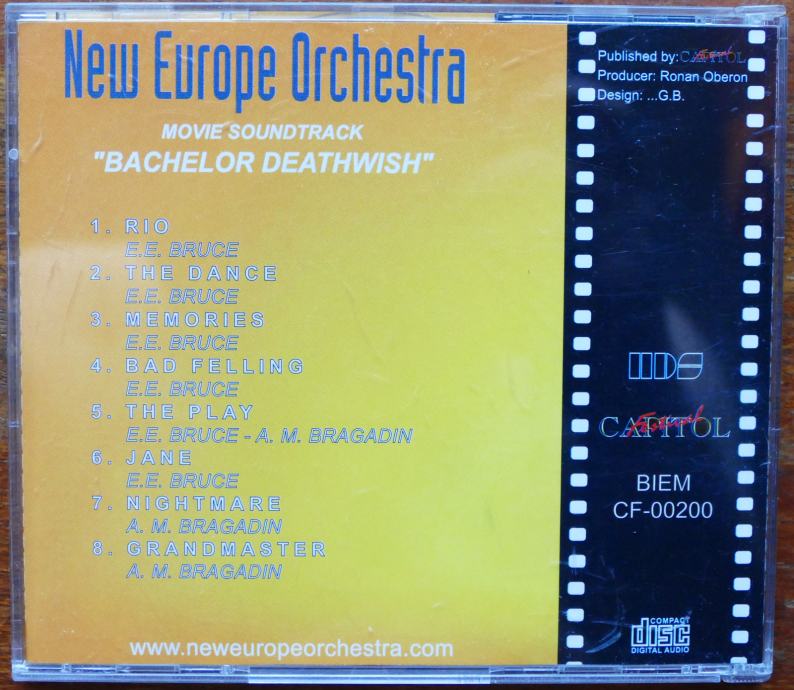 New Europe Orchestra
MOVIE SOUNDTRACK
"BACHELOR DEATHWISH"
1. RIO
E.E. BRUCE
2. THE DANCE
E.E. BRUCE
3. MEMORIES
E.E. BRUCE
4. BAD FELLING
E.E. BRUCE
5. THE PLAY
E.E. BRUCE - A. M. BRAGADIN
6. JANE
E.E. BRUCE
7. NIGHTMARE
A. M. BRAGADIN
8. GRANDMASTER
A. M. BRAGADIN
www.neweuropeorchestra.com
Published by: CAPITOL Festival
Producer: Ronan Oberon
Design: ...G.B.
CAPITOL
Festival
BIEM
CF-00200
COMPACT
disc
DIGITAL AUDIO